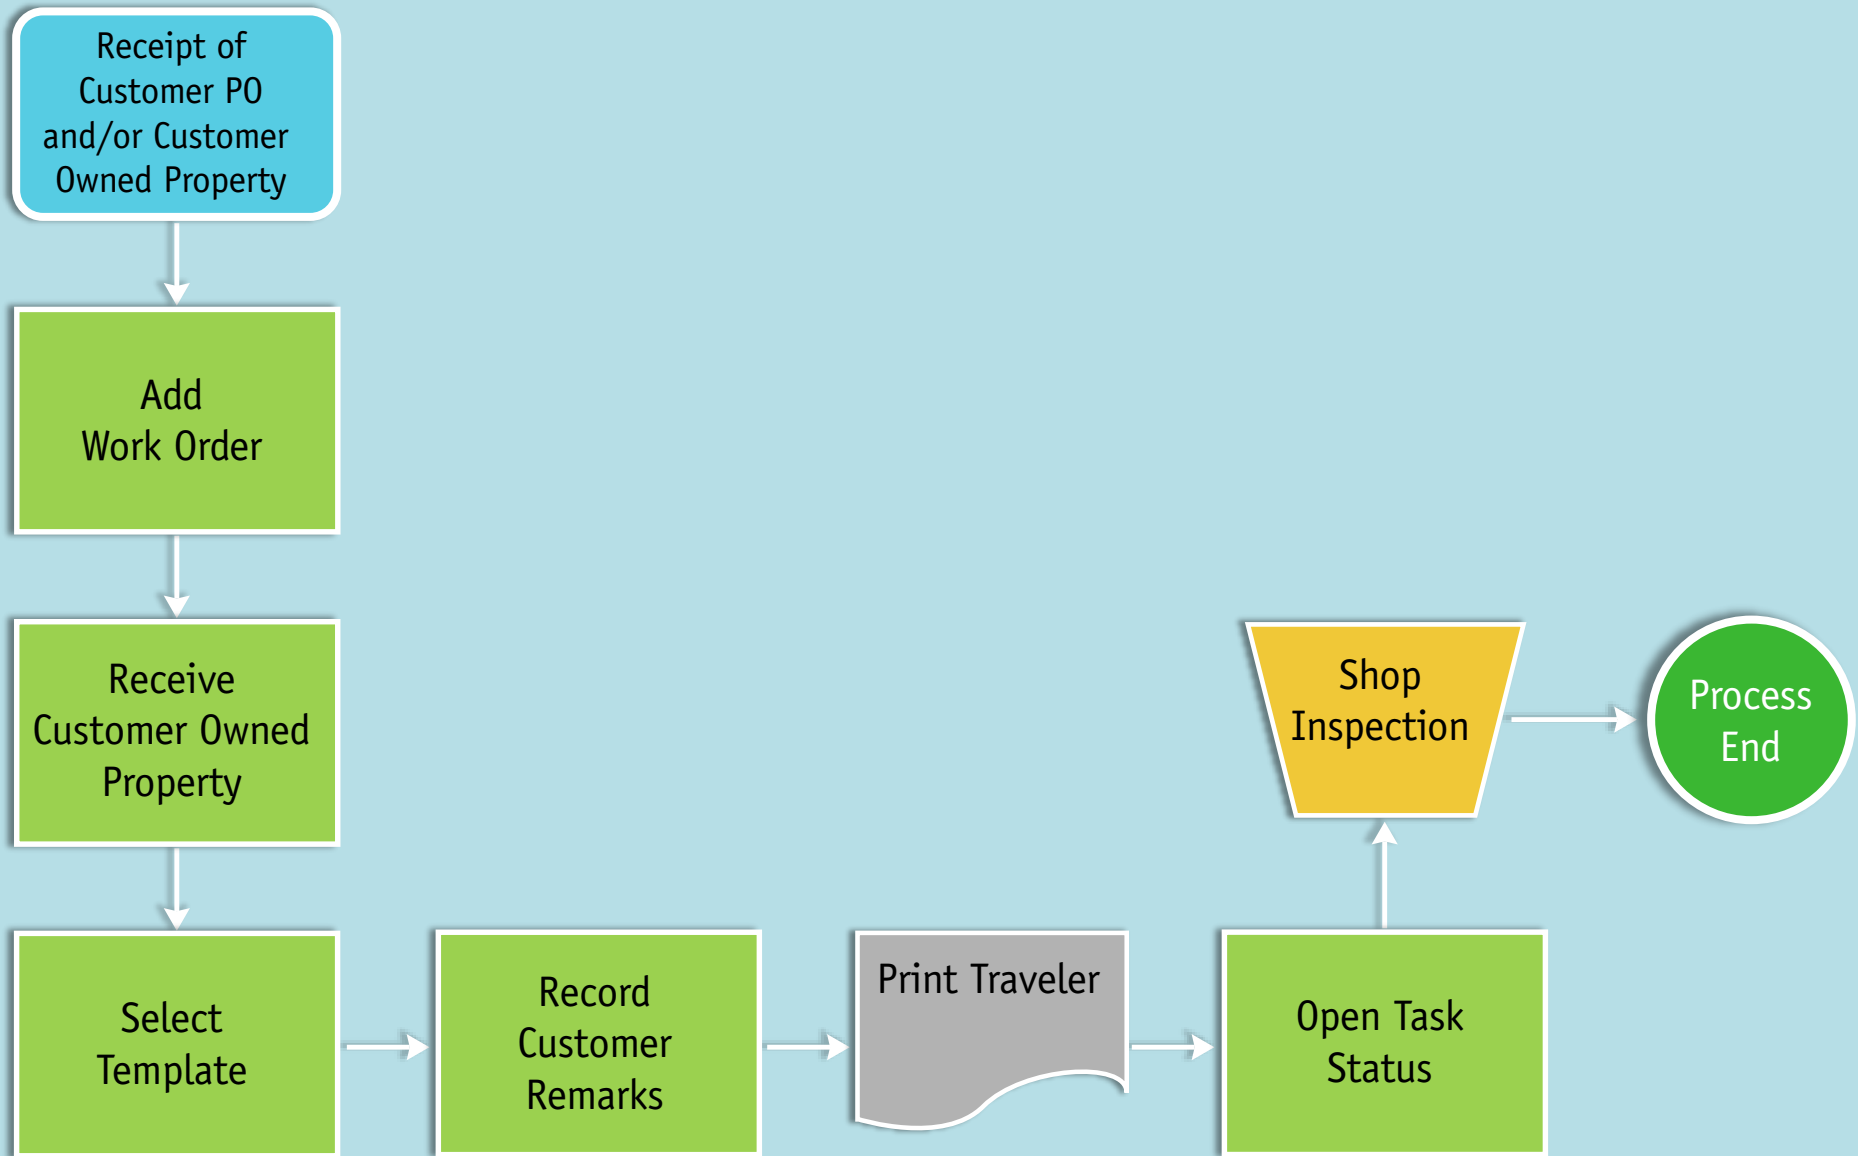 Receipt of
Customer PO
and/or Customer
Owned Property
Add
Work Order
Receive
Customer Owned
Property
Select
Template
Record
Customer
Remarks
Print Traveler
Open Task
Status
Shop
Inspection
Process
End